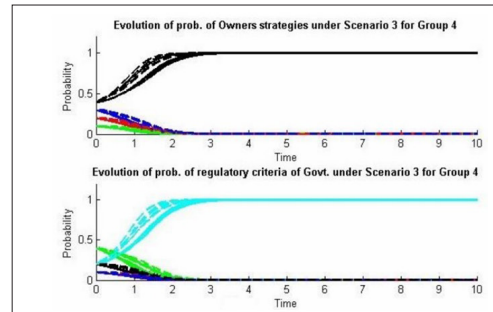 Evolution of prob. of Owners strategies under Scenario 3 for Group 4
1
0.5
0
Probability
0 1 2 3 4 5 6 7 8 9 10
Time
Evolution of prob. of regulatory criteria of Govt. under Scenario 3 for Group 4
1
0.5
0
Probability
0 1 2 3 4 5 6 7 8 9 10
Time